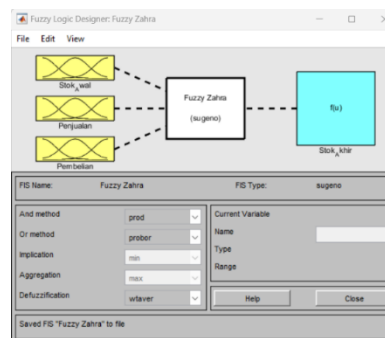 Fuzzy Logic Designer: Fuzzy Zahra
File Edit View
Stok_Awal
Penjualan
Pembelian
Fuzzy Zahra
(sugeno)
f(u)
Stok_Akhir
FIS Name: Fuzzy Zahra FIS Type: sugeno
And method prod
Or method probor
Implication min
Aggregation max
Defuzzification wtaver
Current Variable
Name
Type
Range
Help Close
Saved FIS "Fuzzy Zahra" to file